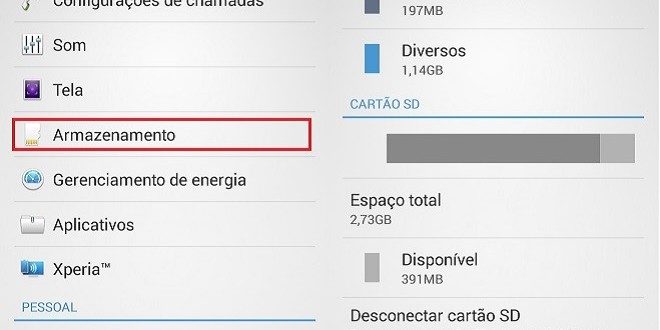 Configurações de chamadas
Som
Tela
Armazenamento
Gerenciamento de energia
Aplicativos
Xperia™
PESSOAL
197MB
Diversos
1,14GB
CARTÃO SD
Espaço total
2,73GB
Disponível
391MB
Desconectar cartão SD